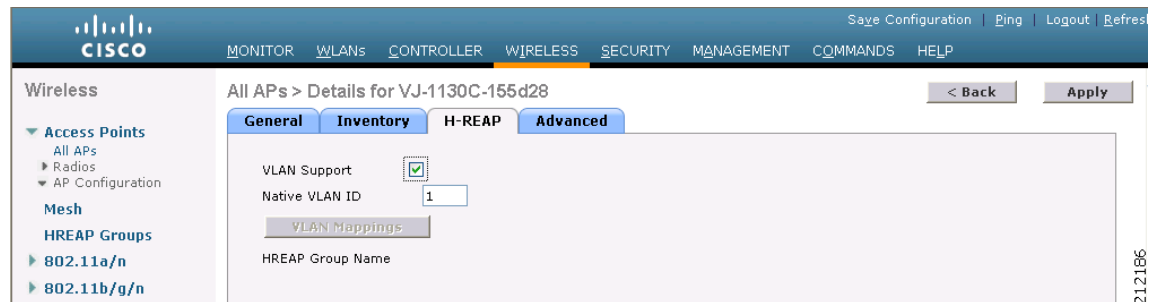 Save Configuration | Ping | Logout | Refres
CISCO
MONITOR WLANs CONTROLLER WIRELESS SECURITY MANAGEMENT COMMANDS HELP
Wireless
All APs > Details for VJ-1130C-155d28
< Back
Apply
General Inventory H-REAP Advanced
Access Points
All APs
Radios
AP Configuration
Mesh
HREAP Groups
802.11a/n
802.11b/g/n
VLAN Support
Native VLAN ID 1
VLAN Mappings
HREAP Group Name
212186